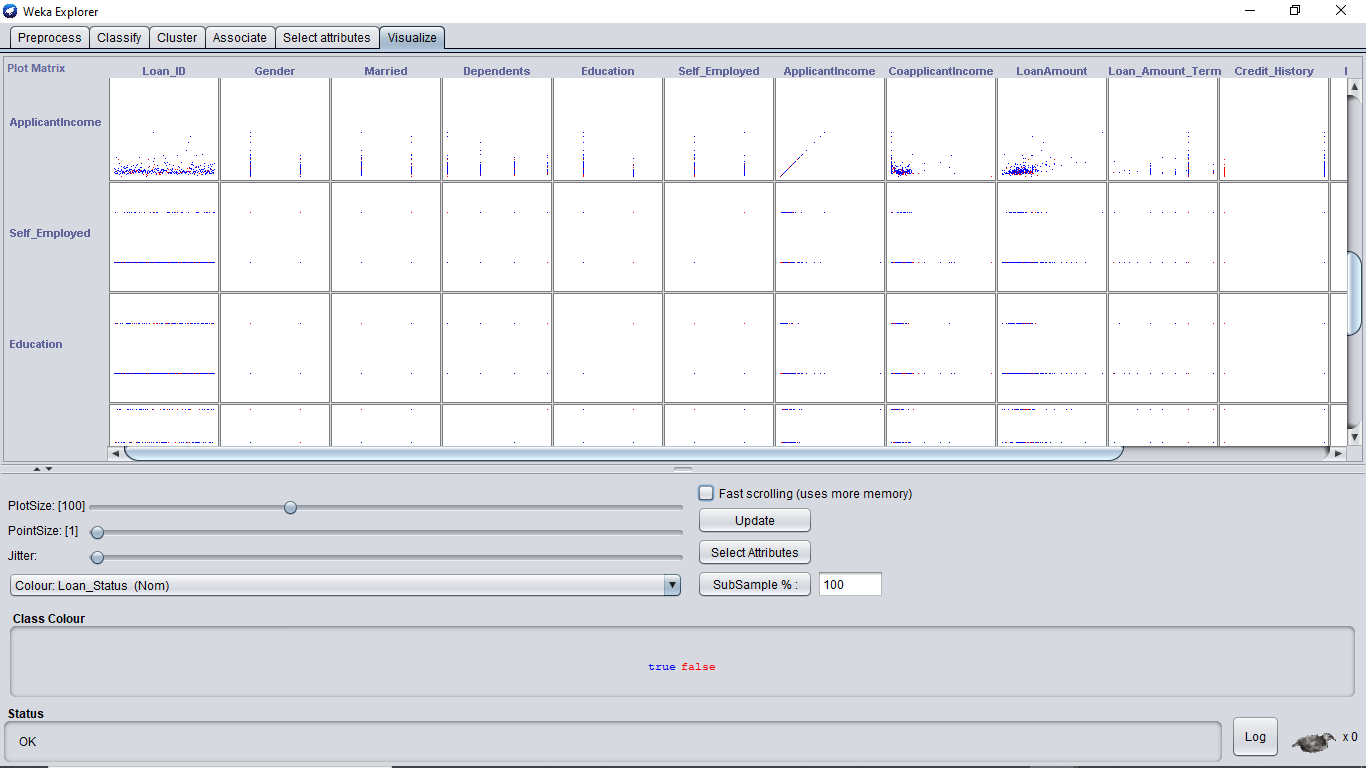 Weka Explorer
Preprocess Classify Cluster Associate Select attributes Visualize
Plot Matrix Loan_ID Gender Married Dependents Education Self_Employed ApplicantIncome CoapplicantIncome LoanAmount Loan_Amount_Term Credit_History
ApplicantIncome
Self_Employed
Education
PlotSize: [100]
PointSize: [1]
Jitter:
Colour: Loan_Status (Nom)
Fast scrolling (uses more memory)
Update
Select Attributes
SubSample % : 100
Class Colour
true false
Status
OK
Log x 0